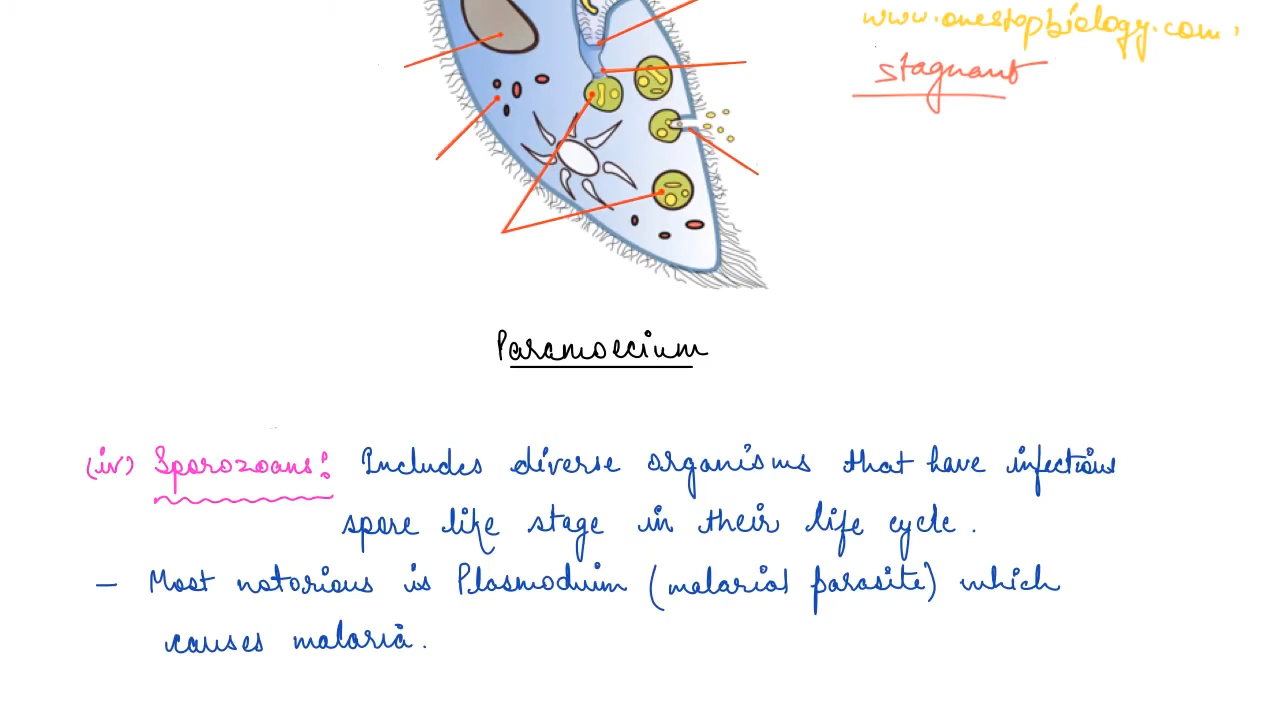 www.onestopbiology.com,
stagnant
Paramoecium
(iv) Sporozoans: Includes diverse organisms that have infectious
spore like stage in their life cycle.
– Most notorious is Plasmodium (malarial parasite) which
causes malaria.